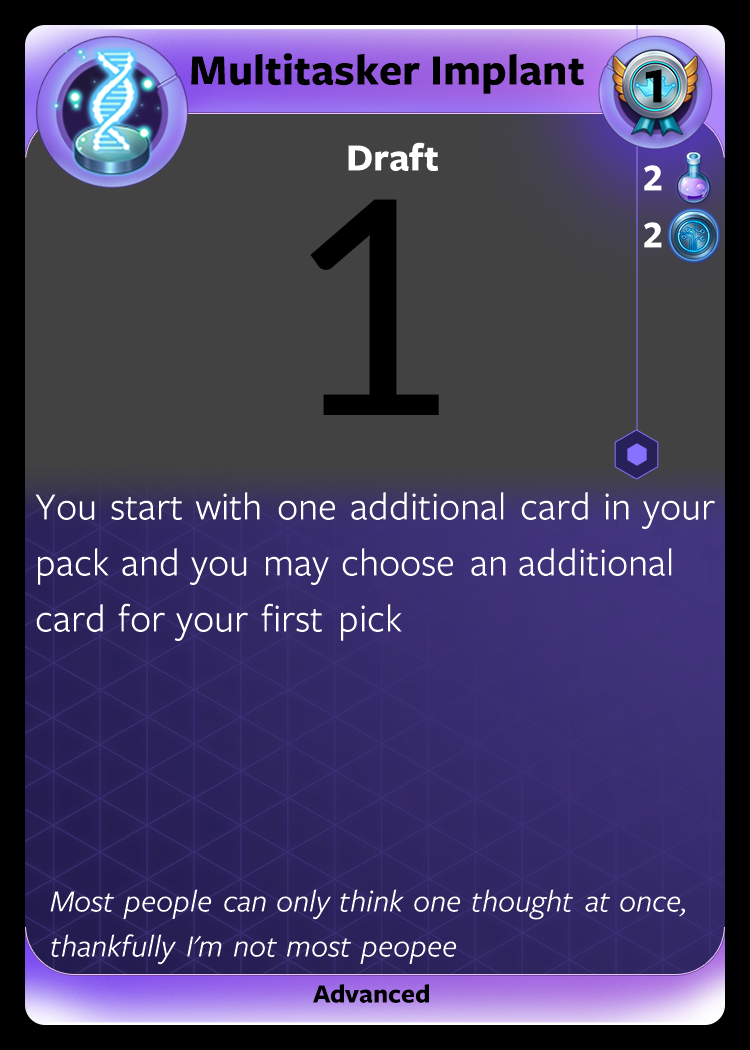 Multitasker Implant
1
Draft
2
2
1
You start with one additional card in your
pack and you may choose an additional
card for your first pick
Most people can only think one thought at once,
thankfully I'm not most peopee
Advanced